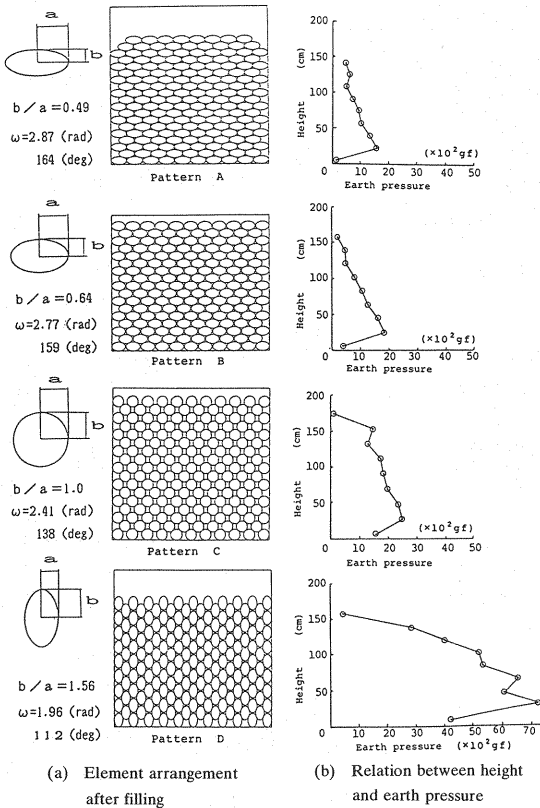 a
b
b/a=0.49
ω=2.87 (rad)
164 (deg)
Pattern A
200
150
100
50
Height (cm)
(×10²gf)
0 10 20 30 40 50
Earth pressure
a
b
b/a=0.64
ω=2.77 (rad)
159 (deg)
Pattern B
200
150
100
50
Height (cm)
(×10²gf)
0 10 20 30 40 50
Earth pressure
a
b
b/a=1.0
ω=2.41 (rad)
138 (deg)
Pattern C
200
150
100
50
Height (cm)
(×10²gf)
0 10 20 30 40 50
Earth pressure
a
b
b/a=1.56
ω=1.96 (rad)
112 (deg)
Pattern D
200
150
100
50
Height (cm)
0 10 20 30 40 50 60 70
Earth pressure (×10²gf)
(a) Element arrangement
after filling
(b) Relation between height
and earth pressure